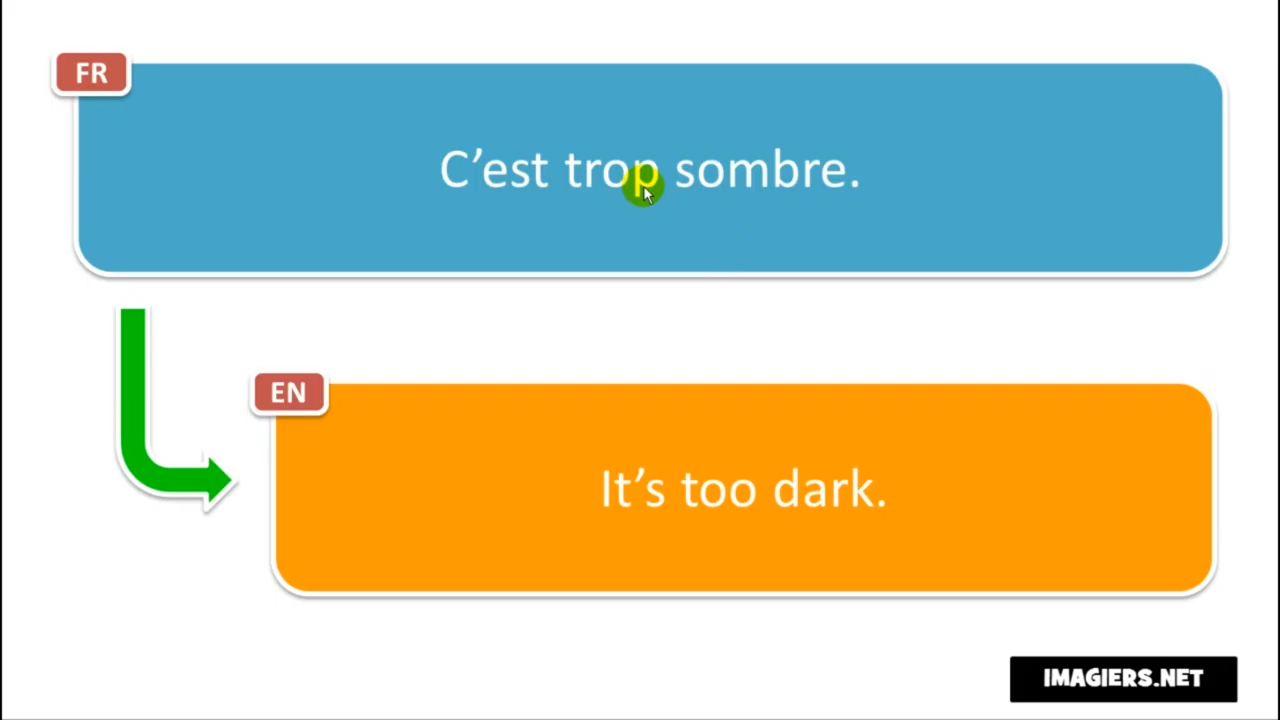 FR
C’est trop sombre.
EN
It’s too dark.
IMAGIERS.NET